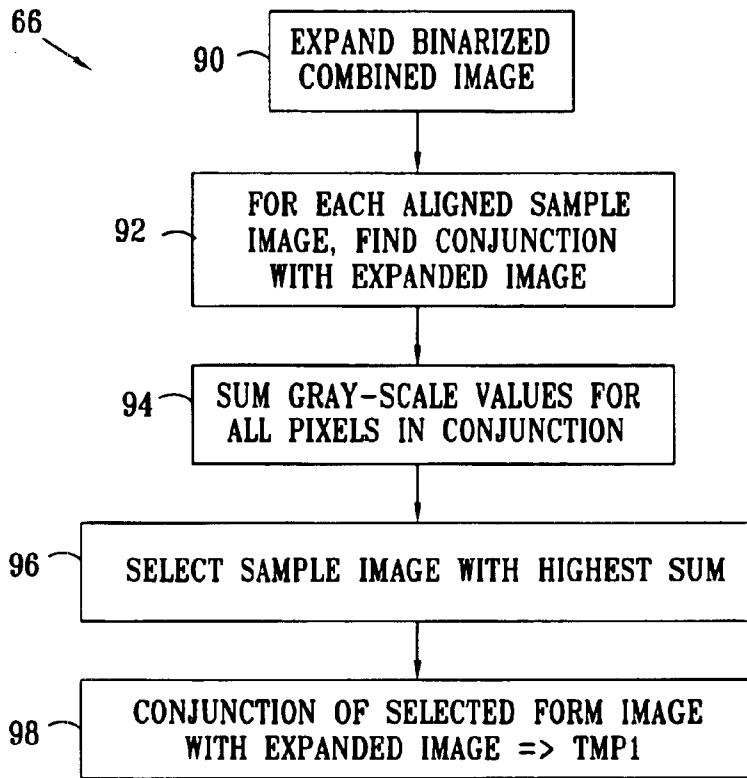 66
90
EXPAND BINARIZED
COMBINED IMAGE
92
FOR EACH ALIGNED SAMPLE
IMAGE, FIND CONJUNCTION
WITH EXPANDED IMAGE
94
SUM GRAY-SCALE VALUES FOR
ALL PIXELS IN CONJUNCTION
96
SELECT SAMPLE IMAGE WITH HIGHEST SUM
98
CONJUNCTION OF SELECTED FORM IMAGE
WITH EXPANDED IMAGE => TMP1